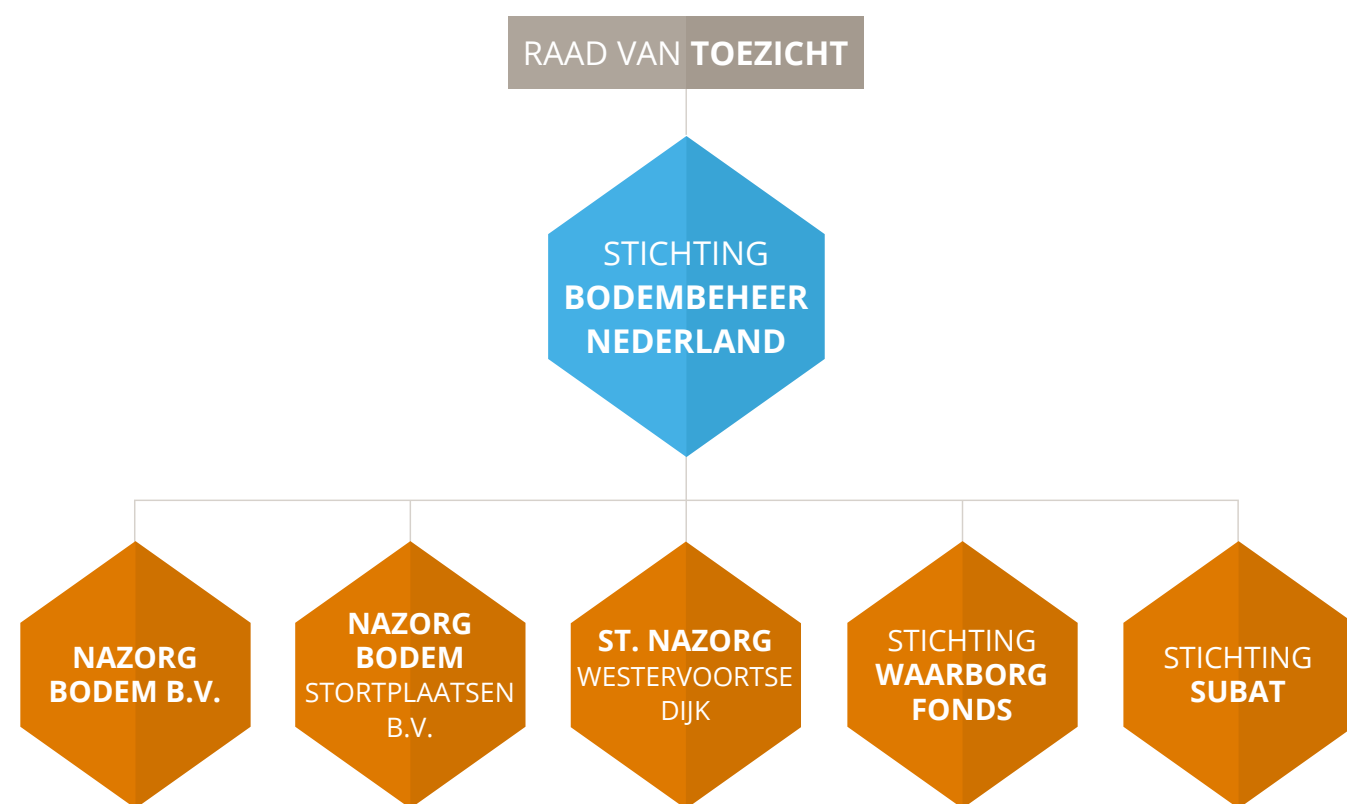 RAAD VAN TOEZICHT
STICHTING
BODEMBEHEER
NEDERLAND
NAZORG
BODEM B.V.
NAZORG
BODEM
STORTPLAATSEN
B.V.
ST. NAZORG
WESTERVOORTSE
DIJK
STICHTING
WAARBORG
FONDS
STICHTING
SUBAT